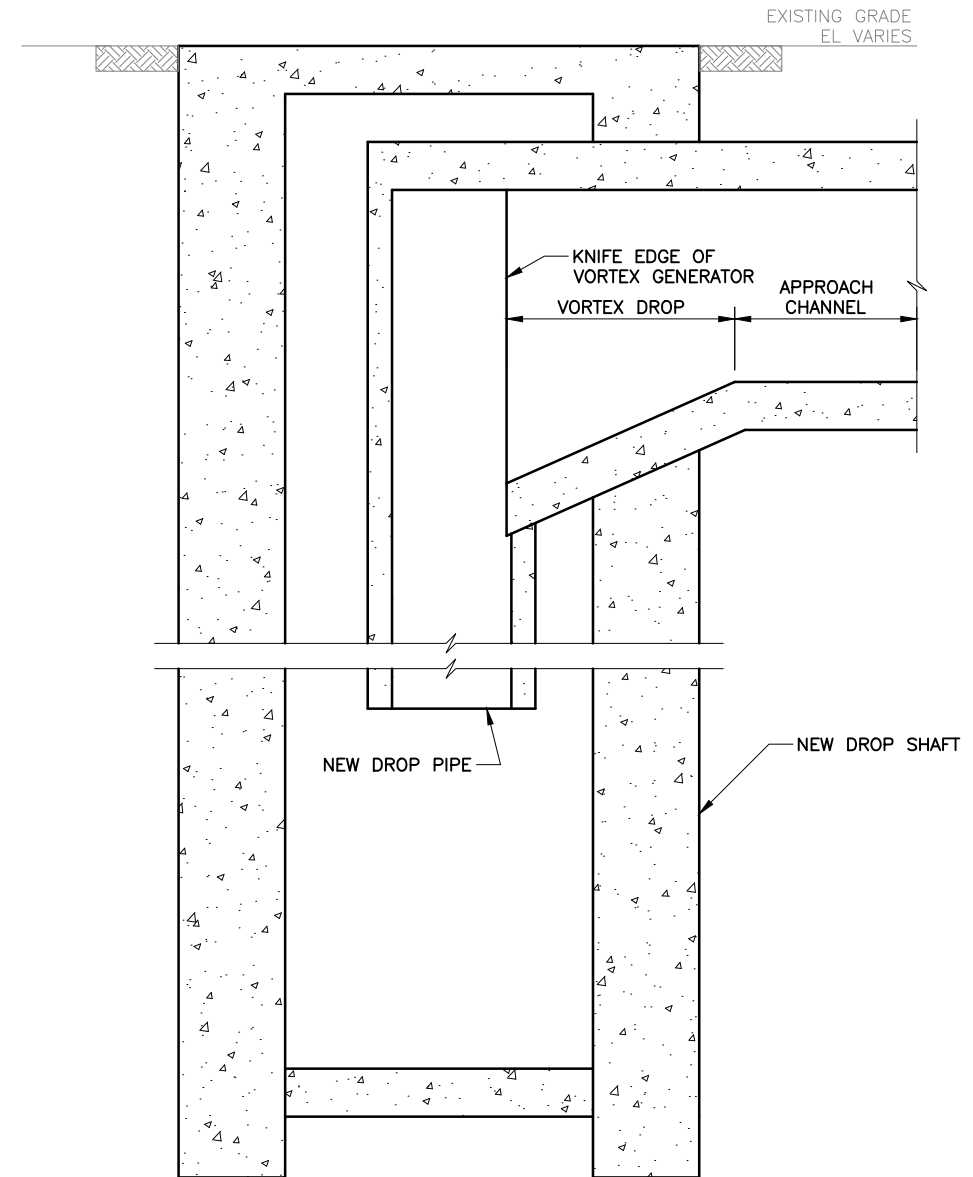 EXISTING GRADE
EL VARIES
KNIFE EDGE OF
VORTEX GENERATOR
VORTEX DROP
APPROACH
CHANNEL
NEW DROP PIPE
NEW DROP SHAFT